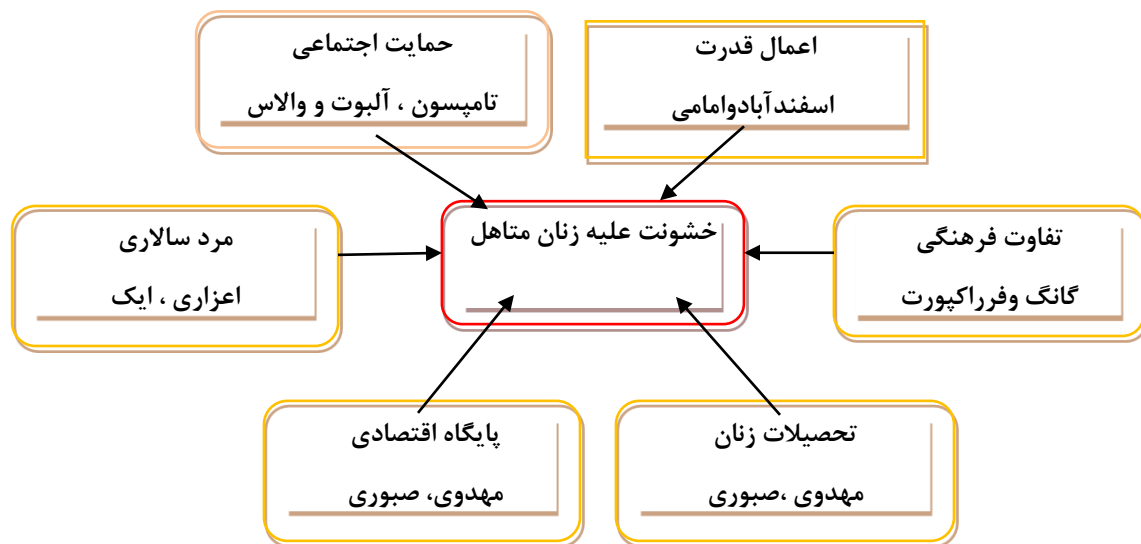 حمایت اجتماعی
تامپسون ، آلبوت و والاس
اعمال قدرت
اسفندآبادوامامی
مرد سالاری
اعزاری ، ایک
خشونت علیه زنان متاهل
تفاوت فرهنگی
گانگ وفرراکپورت
پایگاه اقتصادی
مهدوی، صبوری
تحصیلات زنان
مهدوی ،صبوری